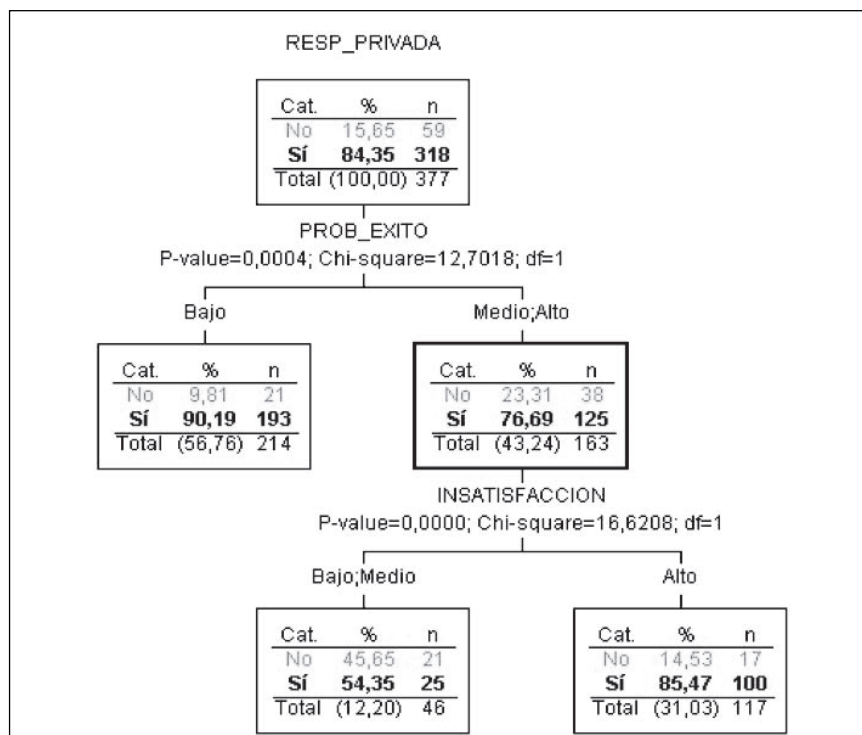 RESP_PRIVADA
Cat. % n
No 15,65 59
Sí 84,35 318
Total (100,00) 377
PROB_EXITO
P-value=0,0004; Chi-square=12,7018; df=1
Bajo Medio;Alto
Cat. % n
No 9,81 21
Sí 90,19 193
Total (56,76) 214
Cat. % n
No 23,31 38
Sí 76,69 125
Total (43,24) 163
INSATISFACCION
P-value=0,0000; Chi-square=16,6208; df=1
Bajo;Medio Alto
Cat. % n
No 45,65 21
Sí 54,35 25
Total (12,20) 46
Cat. % n
No 14,53 17
Sí 85,47 100
Total (31,03) 117